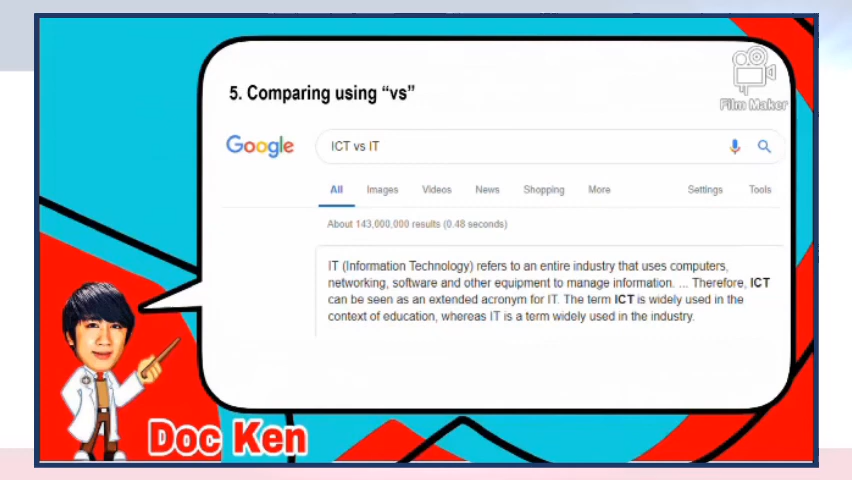 5. Comparing using “vs”
Film Maker
Google
ICT vs IT
All Images Videos News Shopping More Settings Tools
About 143,000,000 results (0.48 seconds)
IT (Information Technology) refers to an entire industry that uses computers,
networking, software and other equipment to manage information. ... Therefore, ICT
can be seen as an extended acronym for IT. The term ICT is widely used in the
context of education, whereas IT is a term widely used in the industry.
Doc Ken